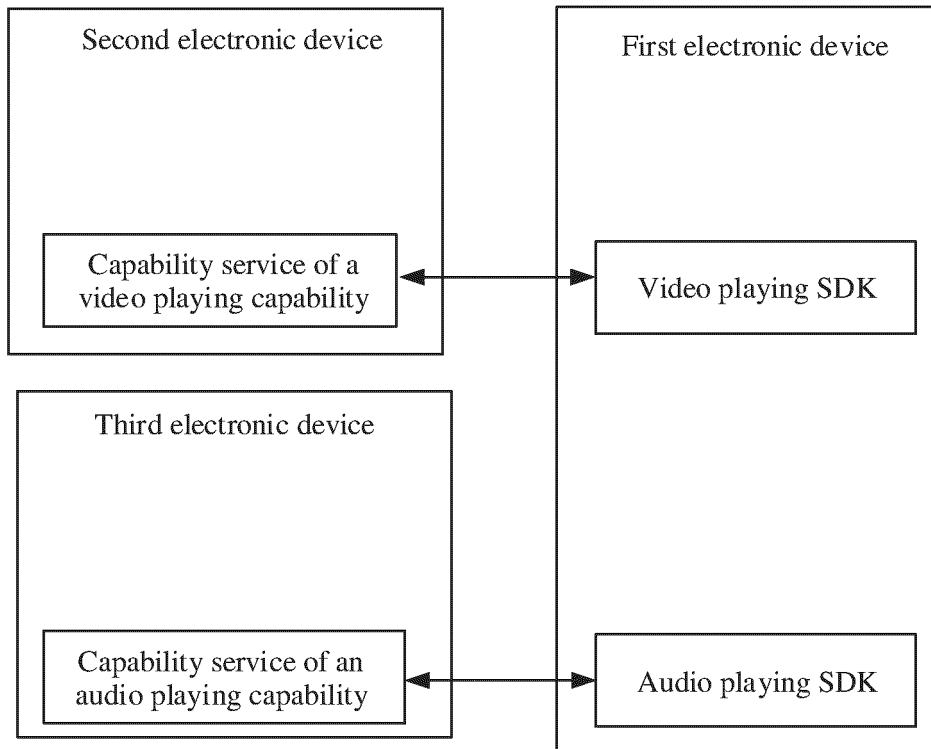 Second electronic device
First electronic device
Capability service of a
video playing capability
Video playing SDK
Third electronic device
Capability service of an
audio playing capability
Audio playing SDK